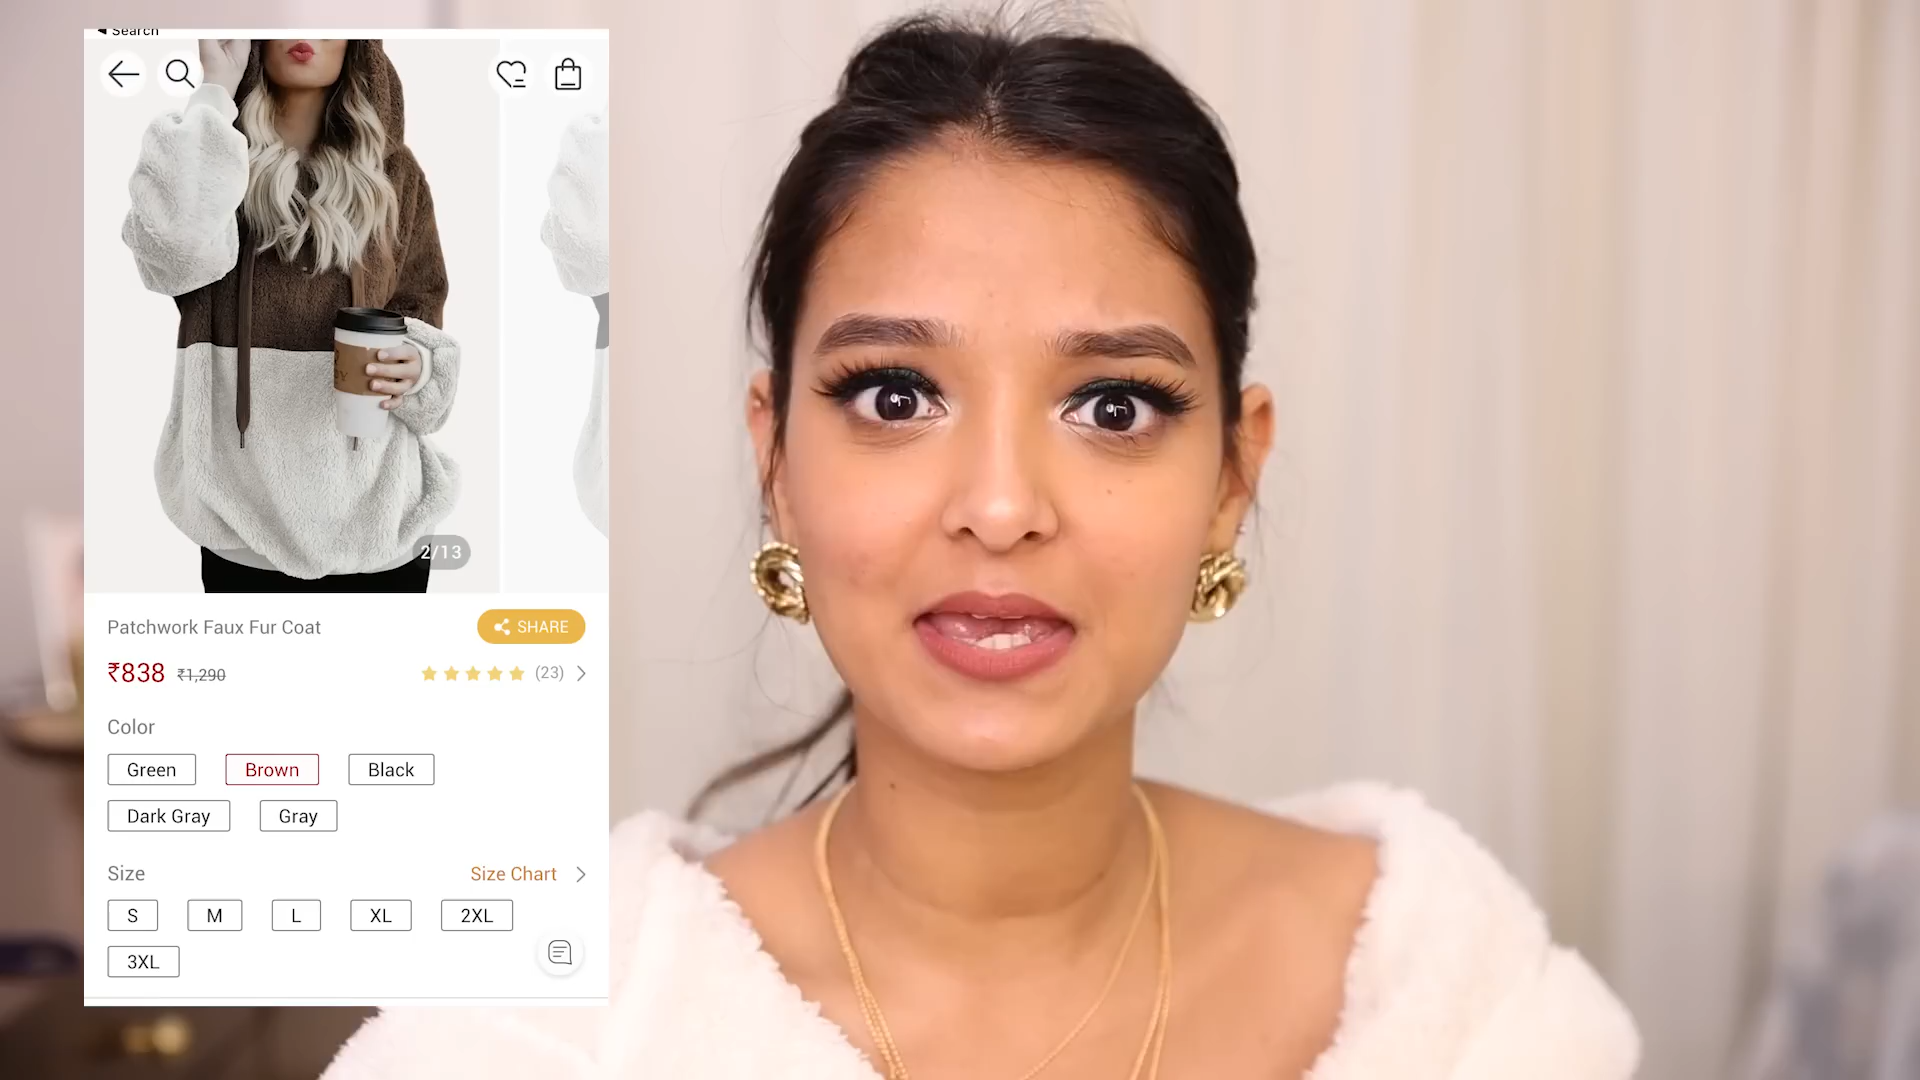 ◄ Search
2/13
Patchwork Faux Fur Coat
SHARE
₹838 ₹1,290
(23)
Color
Green Brown Black
Dark Gray Gray
Size Size Chart
S M L XL 2XL
3XL